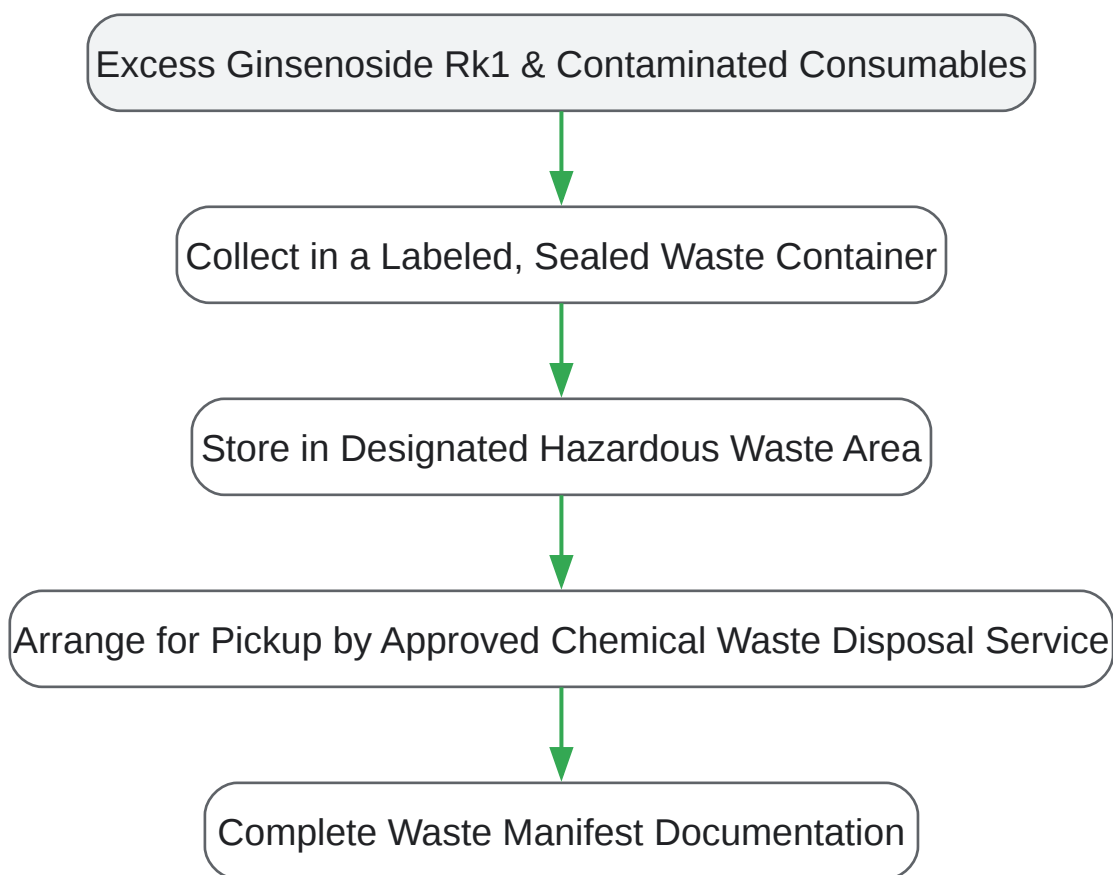 Excess Ginsenoside Rk1 & Contaminated Consumables
Collect in a Labeled, Sealed Waste Container
Store in Designated Hazardous Waste Area
Arrange for Pickup by Approved Chemical Waste Disposal Service
Complete Waste Manifest Documentation